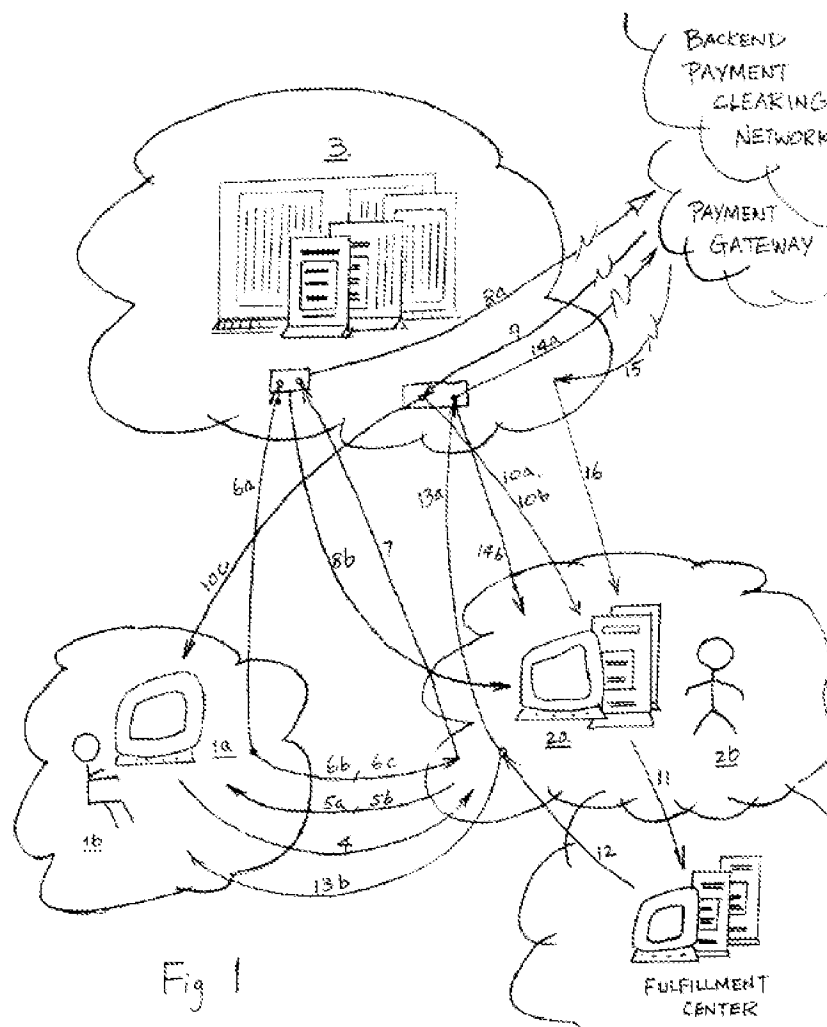 BACKEND
PAYMENT
CLEARING
NETWORK
3
PAYMENT
GATEWAY
8a
9
14a
15
6a
13a
10a,
10b
16
10c
8b
7
14b
1a
2a
2b
6b, 6c
5a, 5b
11
1b
4
12
13b
Fig 1
FULFILLMENT
CENTER